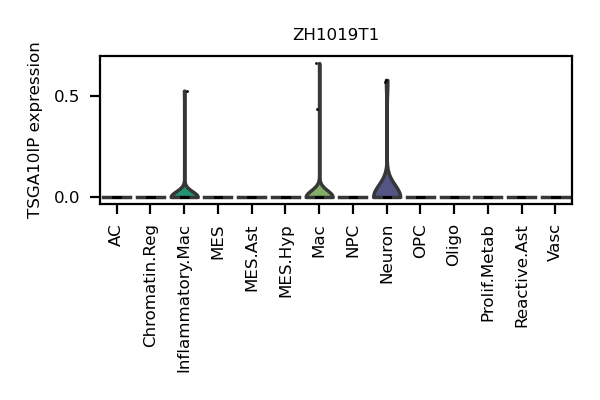 ZH1019T1
TSGA10IP expression
0.5
0.0
AC
Chromatin.Reg
Inflammatory.Mac
MES
MES.Ast
MES.Hyp
Mac
NPC
Neuron
OPC
Oligo
Prolif.Metab
Reactive.Ast
Vasc